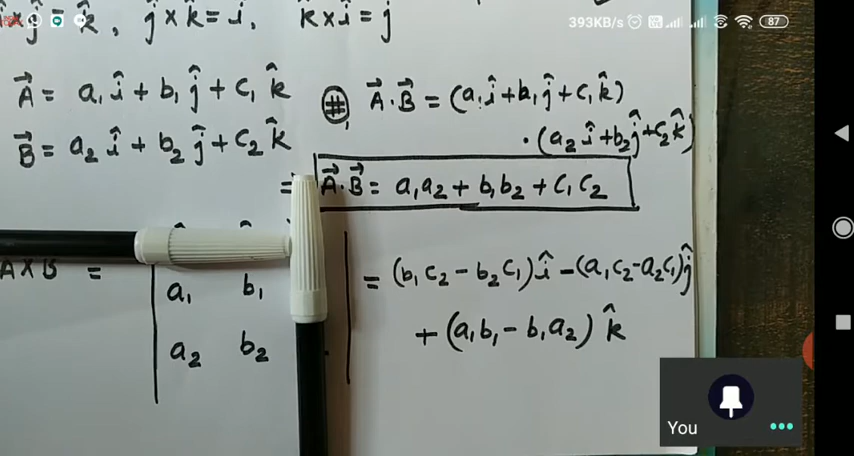 393KB/s 87
î×ĵ = k̂, ĵ×k̂ = i, k̂×î = ĵ
A⃗ = a₁î + b₁ĵ + c₁k̂
B⃗ = a₂î + b₂ĵ + c₂k̂
#, A⃗·B⃗ = (a₁î + b₁ĵ + c₁k̂)
·(a₂î + b₂ĵ + c₂k̂)
= A⃗·B⃗ = a₁a₂ + b₁b₂ + c₁c₂
A×B = = (b₁c₂ − b₂c₁)î − (a₁c₂ − a₂c₁)ĵ
a₁ b₁
+ (a₁b₁ − b₁a₂)k̂
a₂ b₂
You